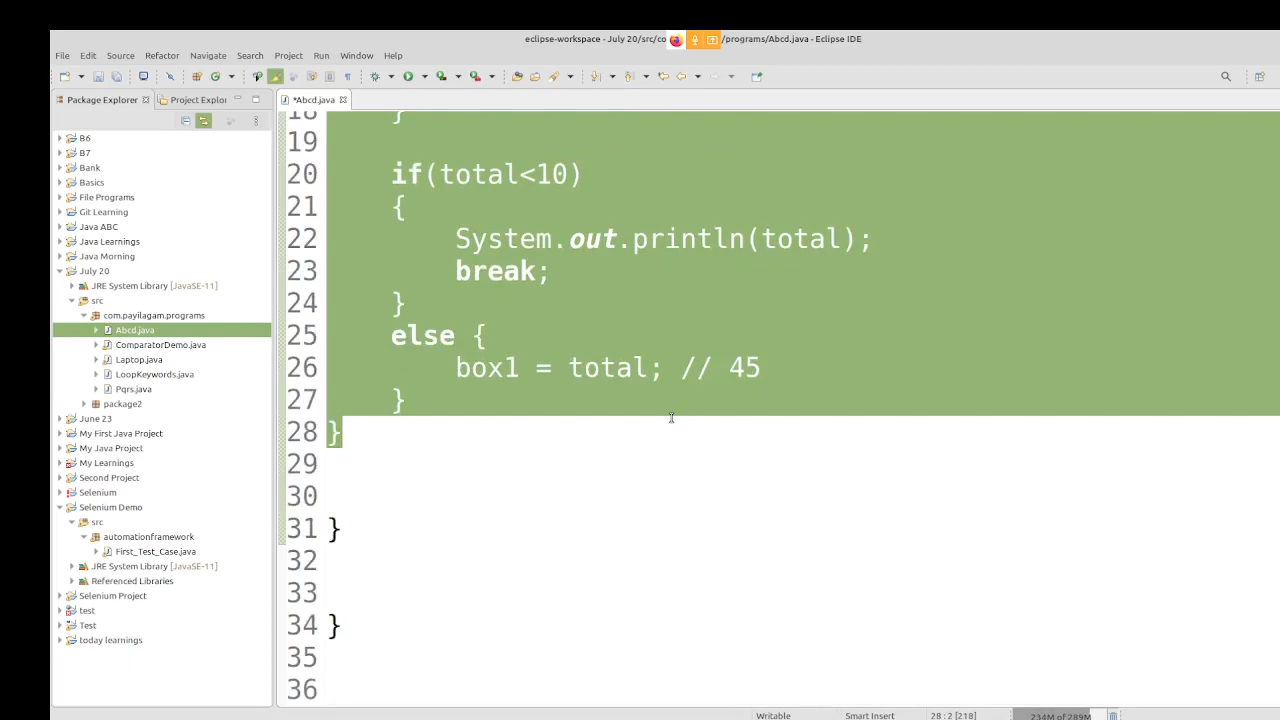 eclipse-workspace - July 20/src/co /programs/Abcd.java - Eclipse IDE
File Edit Source Refactor Navigate Search Project Run Window Help
Package Explorer Project Explo
*Abcd.java
B6
B7
Bank
Basics
File Programs
Git Learning
Java ABC
Java Learnings
Java Morning
July 20
JRE System Library [JavaSE-11]
src
com.payilagam.programs
Abcd.java
ComparatorDemo.java
Laptop.java
LoopKeywords.java
Pqrs.java
package2
June 23
My First Java Project
My Java Project
My Learnings
Second Project
Selenium
Selenium Demo
src
automationframework
First_Test_Case.java
JRE System Library [JavaSE-11]
Referenced Libraries
Selenium Project
test
Test
today learnings
18 }
19
20 if(total<10)
21 {
22 System.out.println(total);
23 break;
24 }
25 else {
26 box1 = total; // 45
27 }
28 }
29
30
31 }
32
33
34 }
35
36
Writable Smart Insert 28 : 2 [218] 234M of 289M